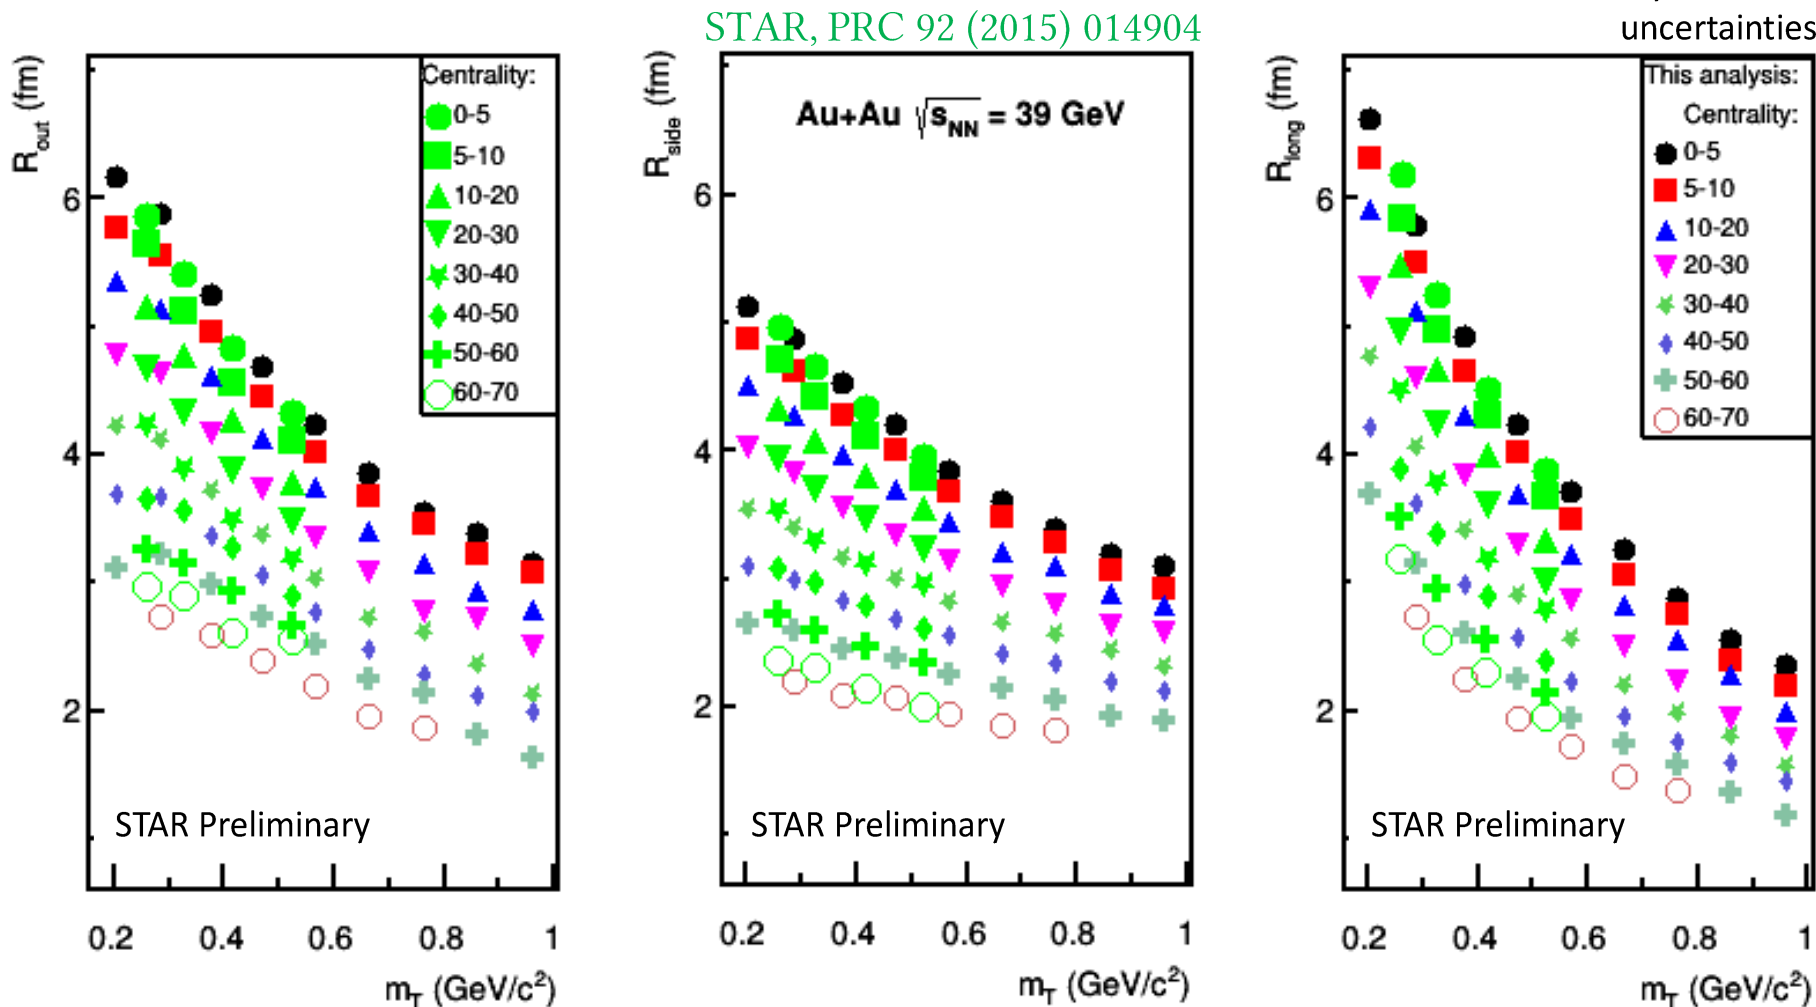 STAR, PRC 92 (2015) 014904
uncertainties
R_out (fm)
6
4
2
Centrality:
0-5
5-10
10-20
20-30
30-40
40-50
50-60
60-70
STAR Preliminary
0.2 0.4 0.6 0.8 1
m_T (GeV/c²)
R_side (fm)
6
4
2
Au+Au √s_NN = 39 GeV
STAR Preliminary
0.2 0.4 0.6 0.8 1
m_T (GeV/c²)
R_long (fm)
6
4
2
This analysis:
Centrality:
0-5
5-10
10-20
20-30
30-40
40-50
50-60
60-70
STAR Preliminary
0.2 0.4 0.6 0.8 1
m_T (GeV/c²)